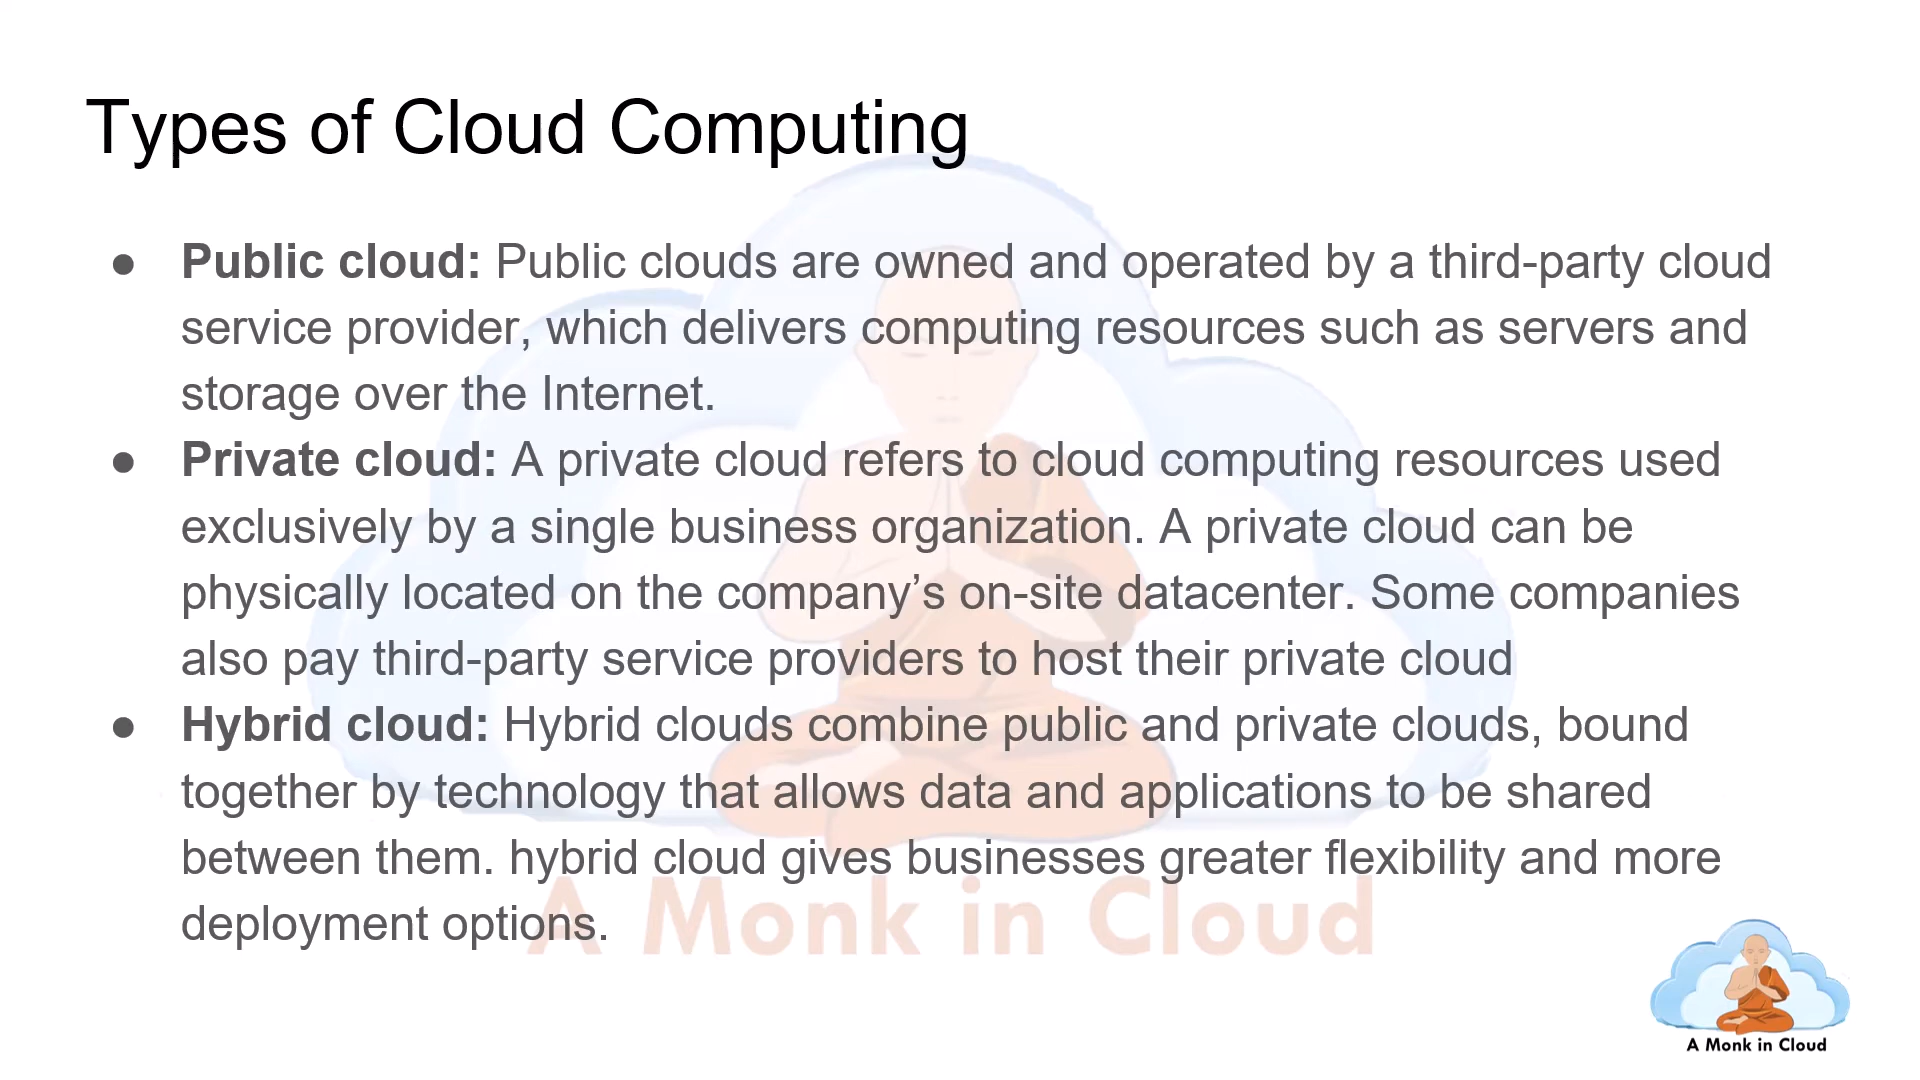 Types of Cloud Computing
● Public cloud: Public clouds are owned and operated by a third-party cloud
service provider, which delivers computing resources such as servers and
storage over the Internet.
● Private cloud: A private cloud refers to cloud computing resources used
exclusively by a single business organization. A private cloud can be
physically located on the company’s on-site datacenter. Some companies
also pay third-party service providers to host their private cloud
● Hybrid cloud: Hybrid clouds combine public and private clouds, bound
together by technology that allows data and applications to be shared
between them. hybrid cloud gives businesses greater flexibility and more
deployment options.
A Monk in Cloud
A Monk in Cloud